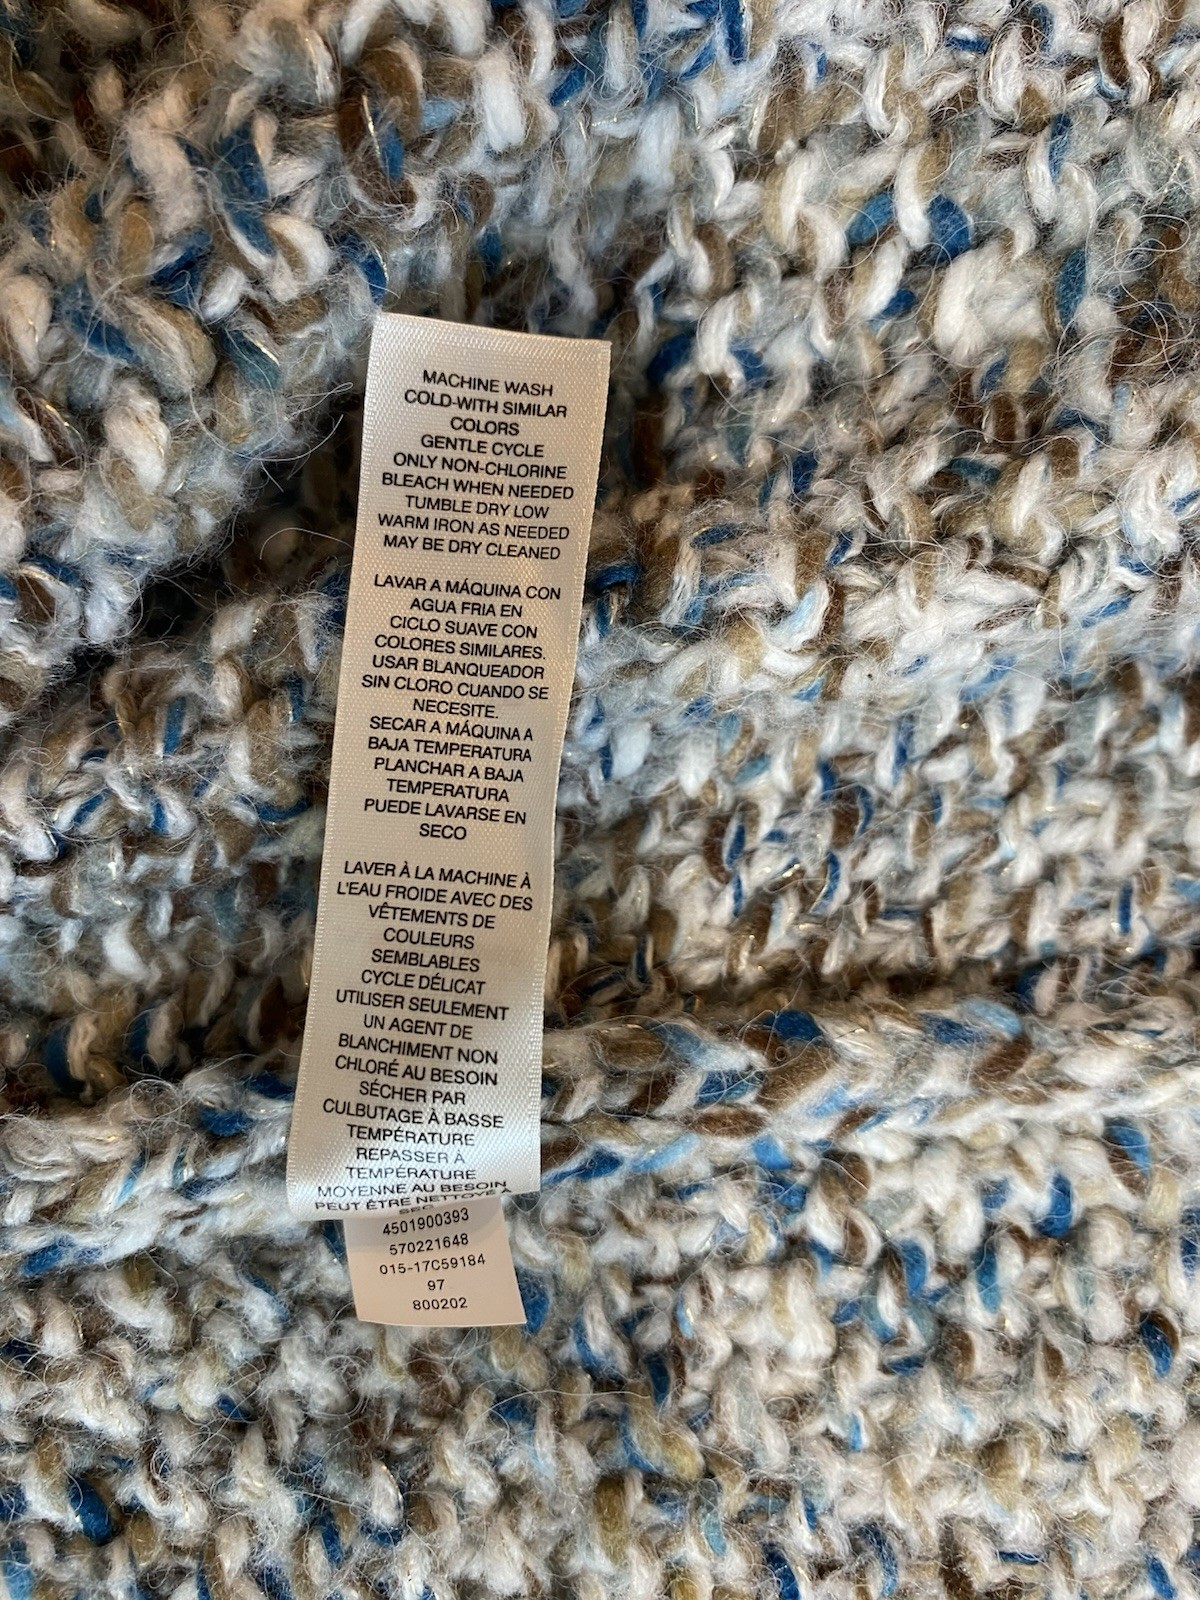 MACHINE WASH
COLD-WITH SIMILAR
COLORS
GENTLE CYCLE
ONLY NON-CHLORINE
BLEACH WHEN NEEDED
TUMBLE DRY LOW
WARM IRON AS NEEDED
MAY BE DRY CLEANED
LAVAR A MÁQUINA CON
AGUA FRIA EN
CICLO SUAVE CON
COLORES SIMILARES.
USAR BLANQUEADOR
SIN CLORO CUANDO SE
NECESITE.
SECAR A MÁQUINA A
BAJA TEMPERATURA
PLANCHAR A BAJA
TEMPERATURA
PUEDE LAVARSE EN
SECO
LAVER À LA MACHINE À
L'EAU FROIDE AVEC DES
VÊTEMENTS DE
COULEURS
SEMBLABLES
CYCLE DÉLICAT
UTILISER SEULEMENT
UN AGENT DE
BLANCHIMENT NON
CHLORÉ AU BESOIN
SÉCHER PAR
CULBUTAGE À BASSE
TEMPÉRATURE
REPASSER À
TEMPÉRATURE
MOYENNE AU BESOIN
PEUT ÊTRE NETTOYÉ À
SEC
4501900393
570221648
015-17C59184
97
800202